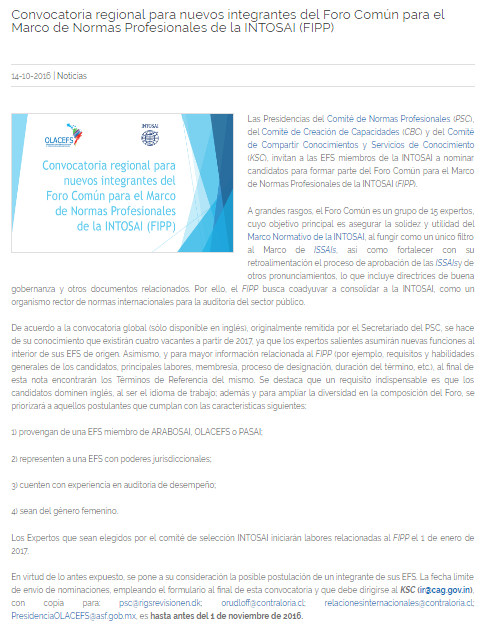 Convocatoria regional para nuevos integrantes del Foro Común para el
Marco de Normas Profesionales de la INTOSAI (FIPP)
14-10-2016 | Noticias
OLACEFS
INTOSAI
Convocatoria regional para
nuevos integrantes del
Foro Común para el Marco
de Normas Profesionales
de la INTOSAI (FIPP)
Las Presidencias del Comité de Normas Profesionales (PSC),
del Comité de Creación de Capacidades (CBC) y del Comité
de Compartir Conocimientos y Servicios de Conocimiento
(KSC), invitan a las EFS miembros de la INTOSAI a nominar
candidatos para formar parte del Foro Común para el Marco
de Normas Profesionales de la INTOSAI (FIPP).
A grandes rasgos, el Foro Común es un grupo de 15 expertos,
cuyo objetivo principal es asegurar la solidez y utilidad del
Marco Normativo de la INTOSAI, al fungir como un único filtro
al Marco de ISSAIs, así como fortalecer con su
retroalimentación el proceso de aprobación de las ISSAIsy de
otros pronunciamientos, lo que incluye directrices de buena
gobernanza y otros documentos relacionados. Por ello, el FIPP busca coadyuvar a consolidar a la INTOSAI, como un
organismo rector de normas internacionales para la auditoría del sector público.
De acuerdo a la convocatoria global (sólo disponible en inglés), originalmente remitida por el Secretariado del PSC, se hace
de su conocimiento que existirán cuatro vacantes a partir de 2017, ya que los expertos salientes asumirán nuevas funciones al
interior de sus EFS de origen. Asimismo, y para mayor información relacionada al FIPP (por ejemplo, requisitos y habilidades
generales de los candidatos, principales labores, membresía, proceso de designación, duración del término, etc.), al final de
esta nota encontrarán los Términos de Referencia del mismo. Se destaca que un requisito indispensable es que los
candidatos dominen inglés, al ser el idioma de trabajo; además y para ampliar la diversidad en la composición del Foro, se
priorizará a aquellos postulantes que cumplan con las características siguientes:
1) provengan de una EFS miembro de ARABOSAI, OLACEFS o PASAI;
2) representen a una EFS con poderes jurisdiccionales;
3) cuenten con experiencia en auditoría de desempeño;
4) sean del género femenino.
Los Expertos que sean elegidos por el comité de selección INTOSAI iniciarán labores relacionadas al FIPP el 1 de enero de
2017.
En virtud de lo antes expuesto, se pone a su consideración la posible postulación de un integrante de sus EFS. La fecha límite
de envío de nominaciones, empleando el formulario al final de esta convocatoria y que debe dirigirse al KSC (ir@cag.gov.in),
con copia para: psc@rigsrevisionen.dk; orudloff@contraloria.cl; relacionesinternacionales@contraloria.cl;
PresidenciaOLACEFS@asf.gob.mx, es hasta antes del 1 de noviembre de 2016.